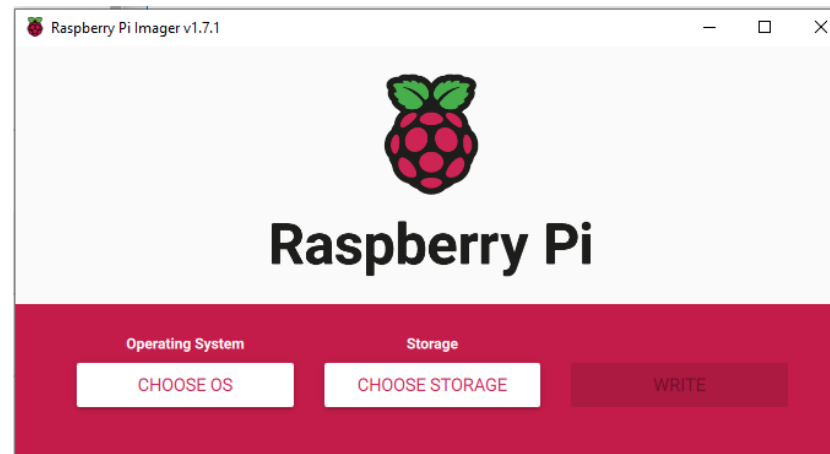 Raspberry Pi Imager v1.7.1
Raspberry Pi
Operating System
Storage
CHOOSE OS
CHOOSE STORAGE
WRITE